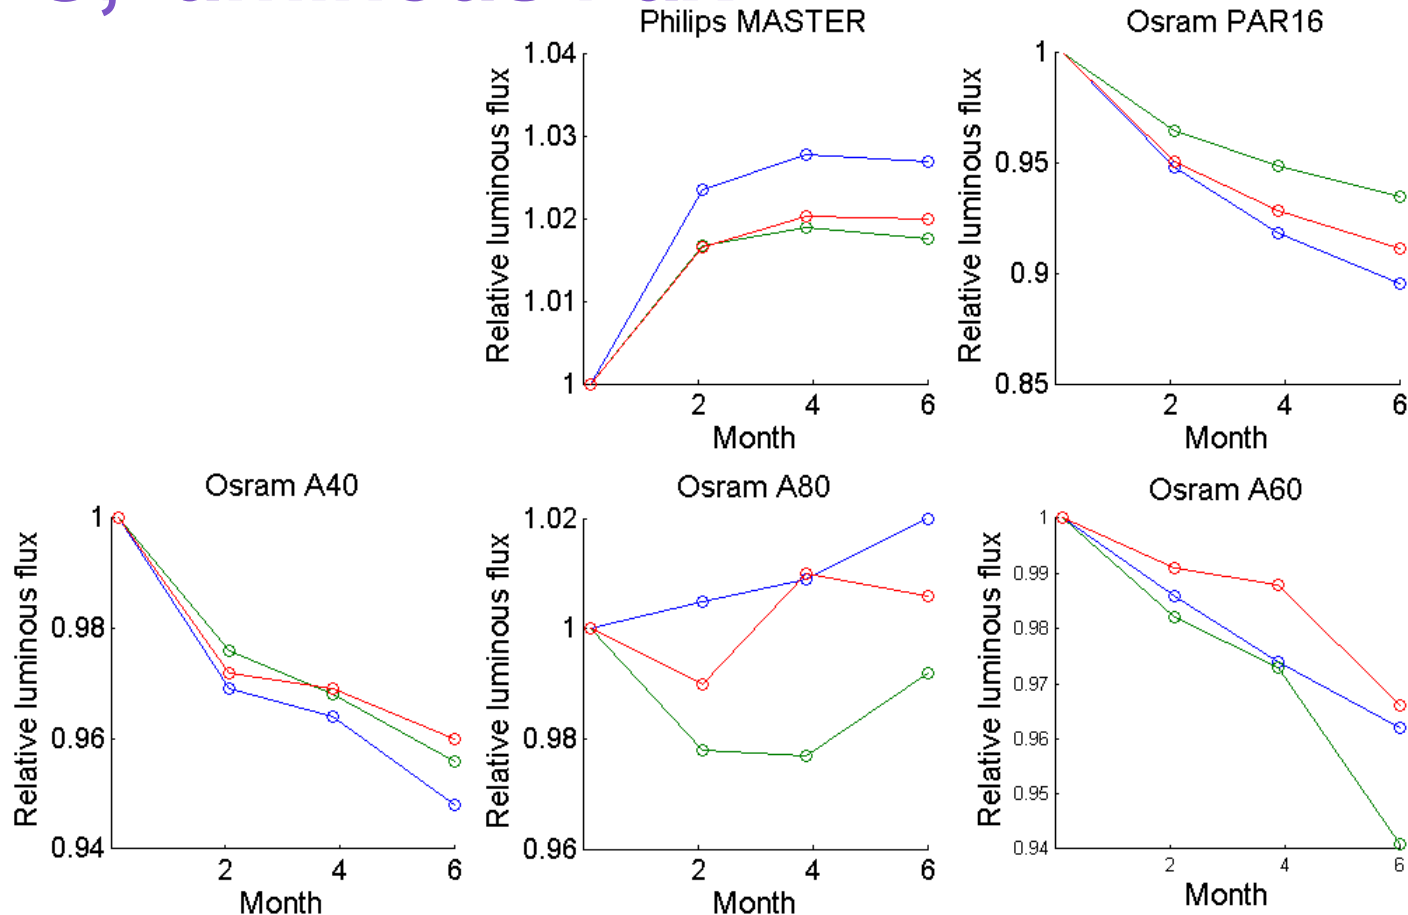 Philips MASTER
1.04
1.03
1.02
1.01
1
Relative luminous flux
2 4 6
Month
Osram PAR16
1
0.95
0.9
0.85
Relative luminous flux
2 4 6
Month
Osram A40
1
0.98
0.96
0.94
Relative luminous flux
2 4 6
Month
Osram A80
1.02
1
0.98
0.96
Relative luminous flux
2 4 6
Month
Osram A60
1
0.99
0.98
0.97
0.96
0.95
0.94
Relative luminous flux
2 4 6
Month